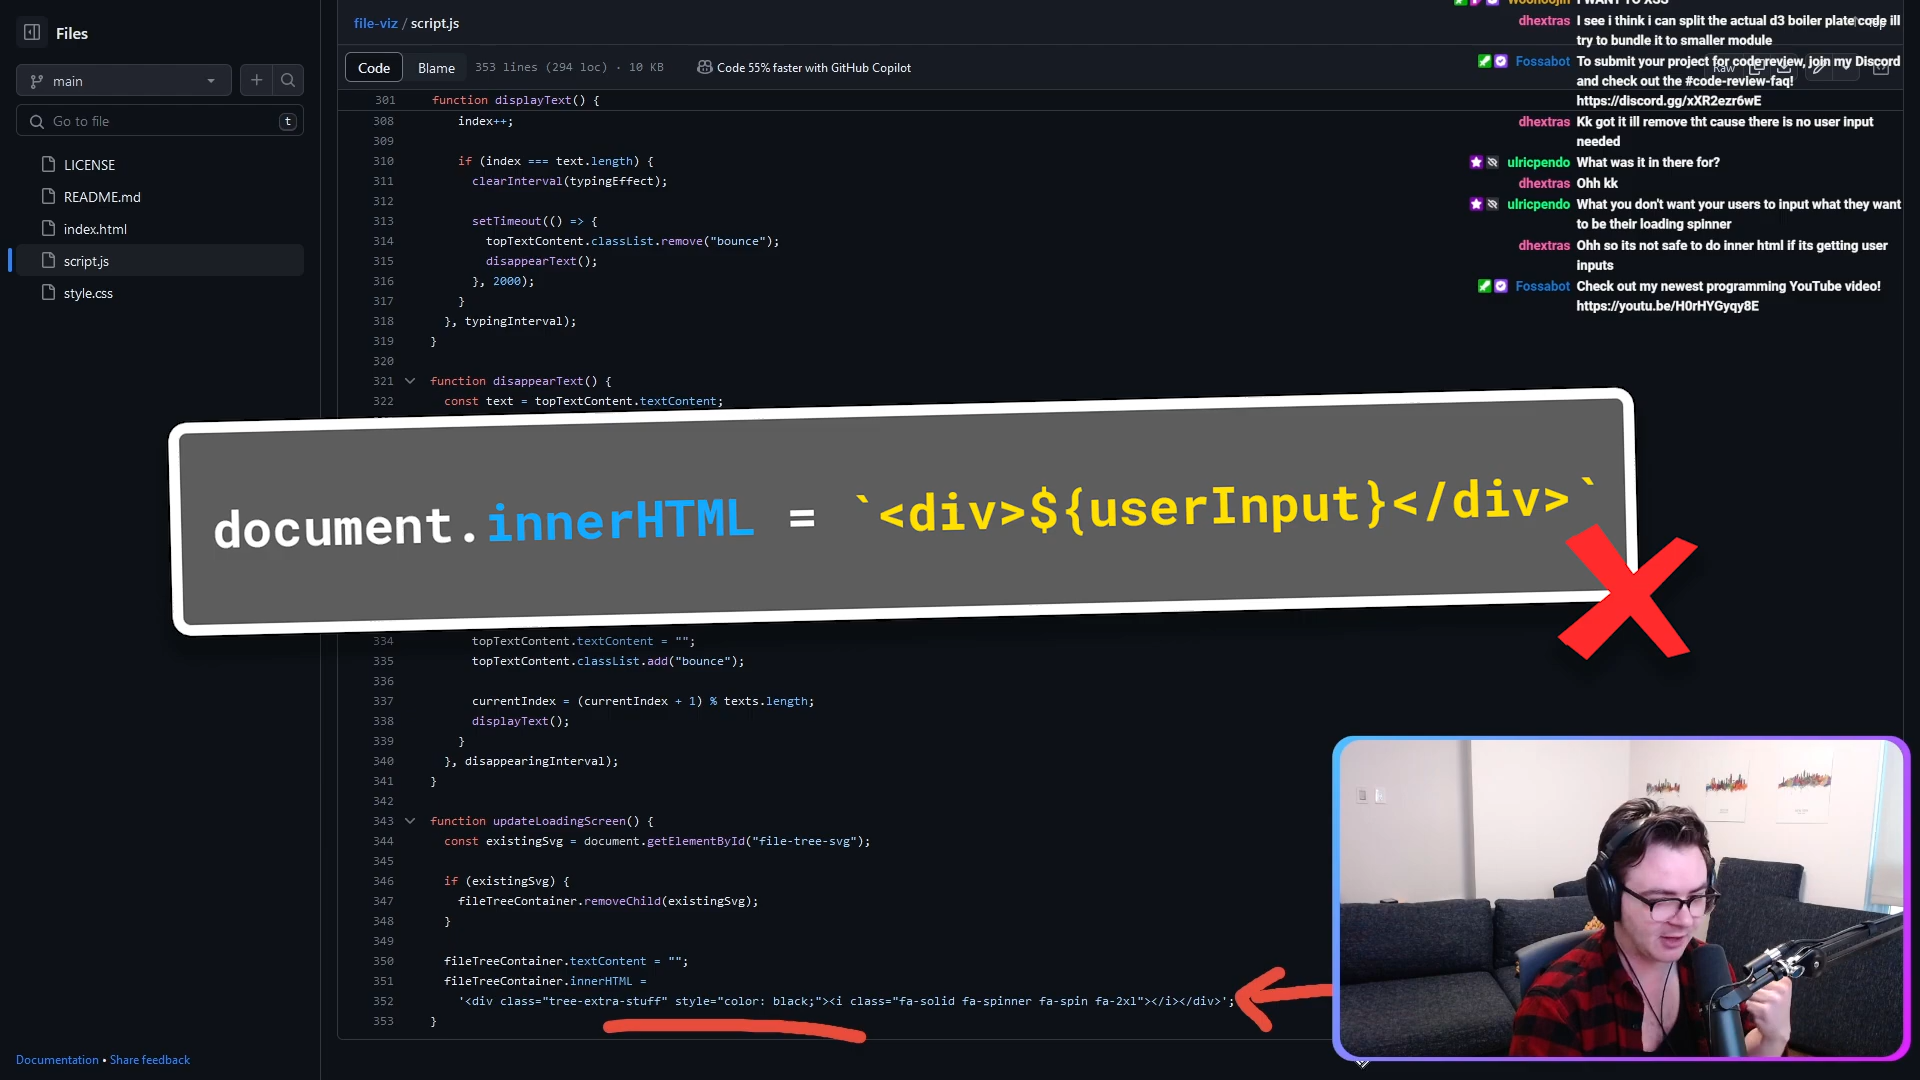 Files
main
Go to file
t
LICENSE
README.md
index.html
script.js
style.css
Documentation • Share feedback
file-viz / script.js
Code
Blame
353 lines (294 loc) · 10 KB
Code 55% faster with GitHub Copilot
Raw
301 function displayText() {
308 index++;
309
310 if (index === text.length) {
311 clearInterval(typingEffect);
312
313 setTimeout(() => {
314 topTextContent.classList.remove("bounce");
315 disappearText();
316 }, 2000);
317 }
318 }, typingInterval);
319 }
320
321 function disappearText() {
322 const text = topTextContent.textContent;
document.innerHTML = `<div>${userInput}</div>`
334 topTextContent.textContent = "";
335 topTextContent.classList.add("bounce");
336
337 currentIndex = (currentIndex + 1) % texts.length;
338 displayText();
339 }
340 }, disappearingInterval);
341 }
342
343 function updateLoadingScreen() {
344 const existingSvg = document.getElementById("file-tree-svg");
345
346 if (existingSvg) {
347 fileTreeContainer.removeChild(existingSvg);
348 }
349
350 fileTreeContainer.textContent = "";
351 fileTreeContainer.innerHTML =
352 '<div class="tree-extra-stuff" style="color: black;"><i class="fa-solid fa-spinner fa-spin fa-2xl"></i></div>';
353 }
dhextras I see i think i can split the actual d3 boiler plate code ill
try to bundle it to smaller module
Fossabot To submit your project for code review, join my Discord
and check out the #code-review-faq!
https://discord.gg/xXR2ezr6wE
dhextras Kk got it ill remove tht cause there is no user input
needed
ulricpendo What was it in there for?
dhextras Ohh kk
ulricpendo What you don't want your users to input what they want
to be their loading spinner
dhextras Ohh so its not safe to do inner html if its getting user
inputs
Fossabot Check out my newest programming YouTube video!
https://youtu.be/H0rHYGyqy8E